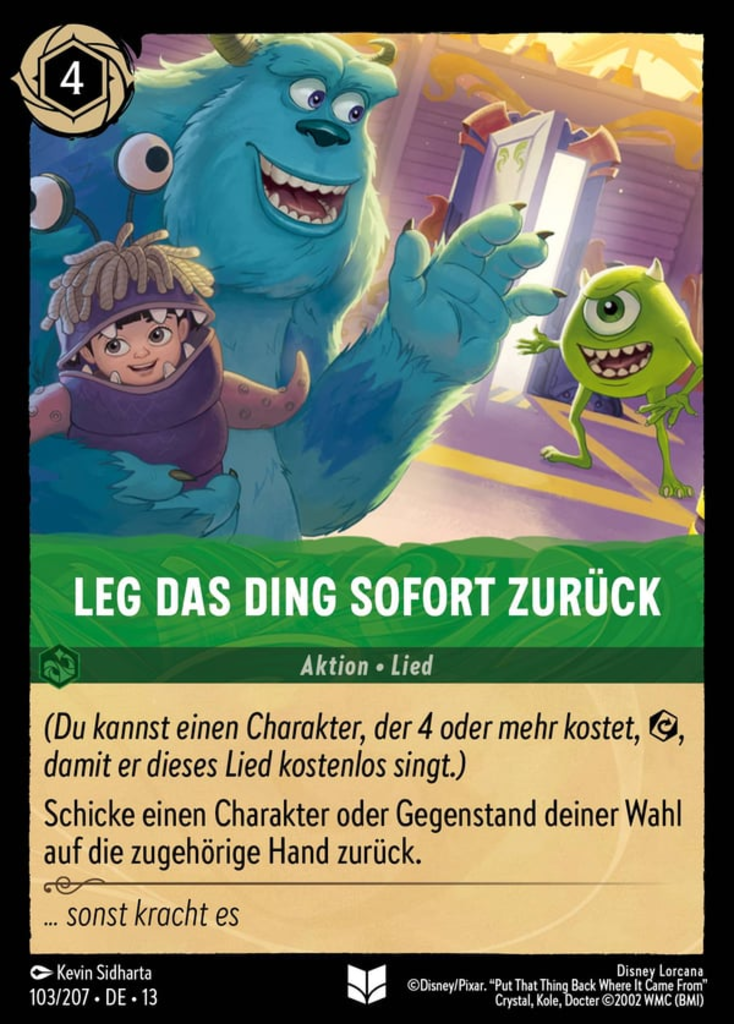 4
LEG DAS DING SOFORT ZURÜCK
Aktion • Lied
(Du kannst einen Charakter, der 4 oder mehr kostet, ,
damit er dieses Lied kostenlos singt.)
Schicke einen Charakter oder Gegenstand deiner Wahl
auf die zugehörige Hand zurück.
... sonst kracht es
Kevin Sidharta
103/207 • DE • 13
Disney Lorcana
©Disney/Pixar. “Put That Thing Back Where It Came From”
Crystal, Kole, Docter ©2002 WMC (BMI)